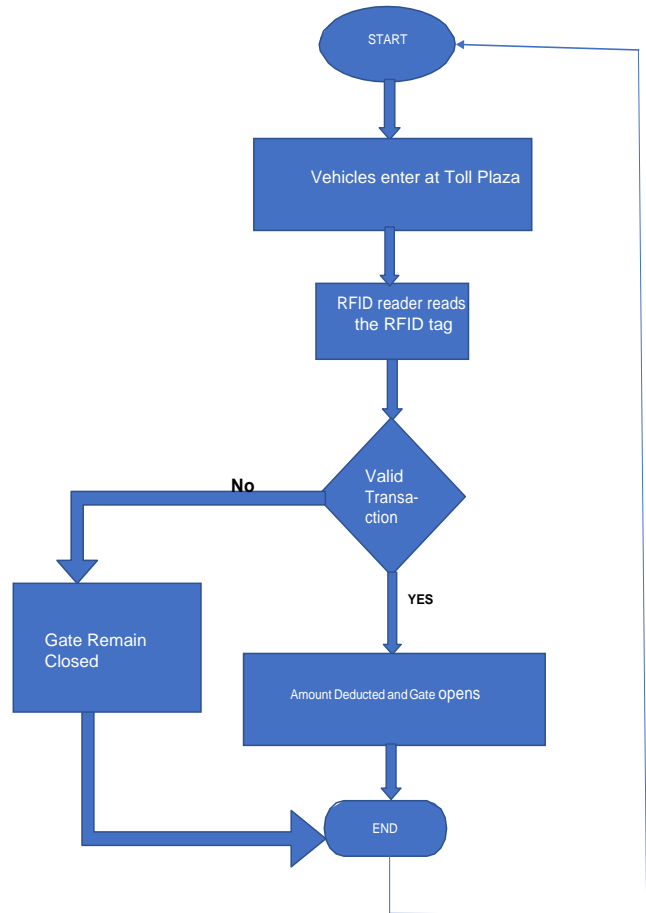 START
Vehicles enter at Toll Plaza
RFID reader reads
the RFID tag
Valid
Transa-
ction
No
YES
Gate Remain
Closed
Amount Deducted and Gate opens
END